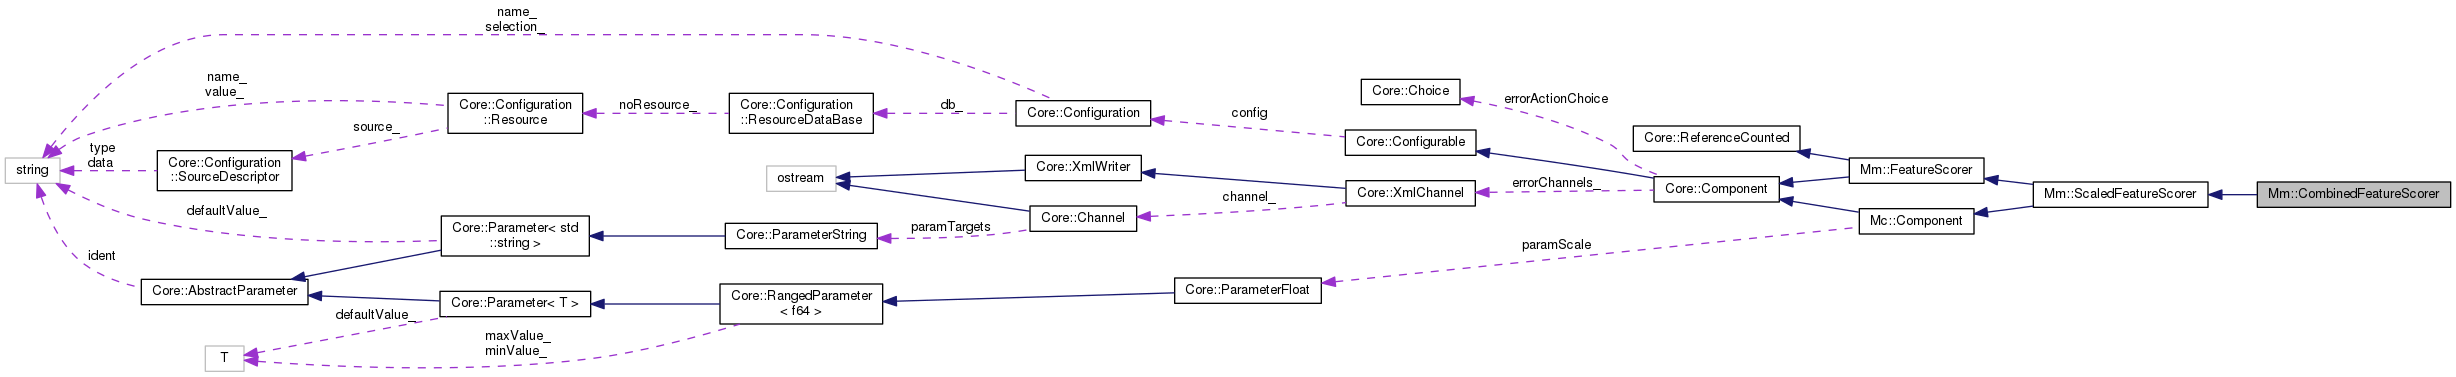 name_
selection_
name_
value_
type
data
string
source_
Core::Configuration
::SourceDescriptor
Core::Configuration
::Resource
noResource_
Core::Configuration
::ResourceDataBase
db_
Core::Configuration
config
Core::Choice
errorActionChoice
Core::Configurable
Core::ReferenceCounted
ostream
Core::XmlWriter
Core::XmlChannel
errorChannels_
Core::Component
Mm::FeatureScorer
Mm::ScaledFeatureScorer
Mm::CombinedFeatureScorer
channel_
Core::Channel
Mc::Component
defaultValue_
Core::Parameter< std
::string >
Core::ParameterString
paramTargets
paramScale
ident
Core::AbstractParameter
Core::Parameter< T >
Core::RangedParameter
< f64 >
Core::ParameterFloat
defaultValue_
maxValue_
minValue_
T